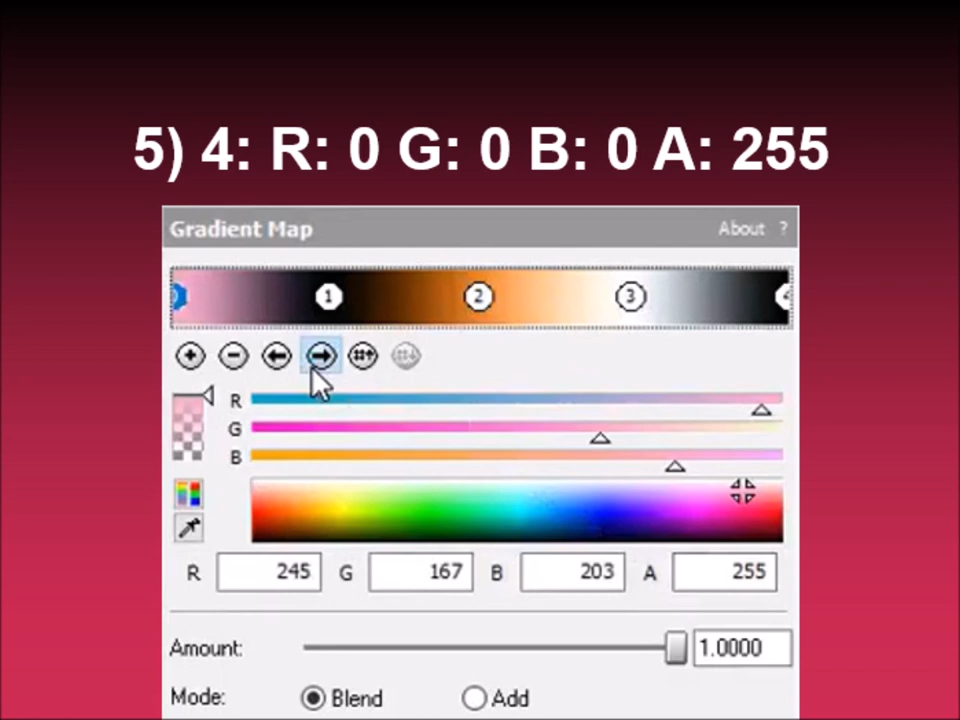 5) 4: R: 0 G: 0 B: 0 A: 255
Gradient Map About ?
1 2 3 4
R
G
B
R 245 G 167 B 203 A 255
Amount: 1.0000
Mode: Blend Add